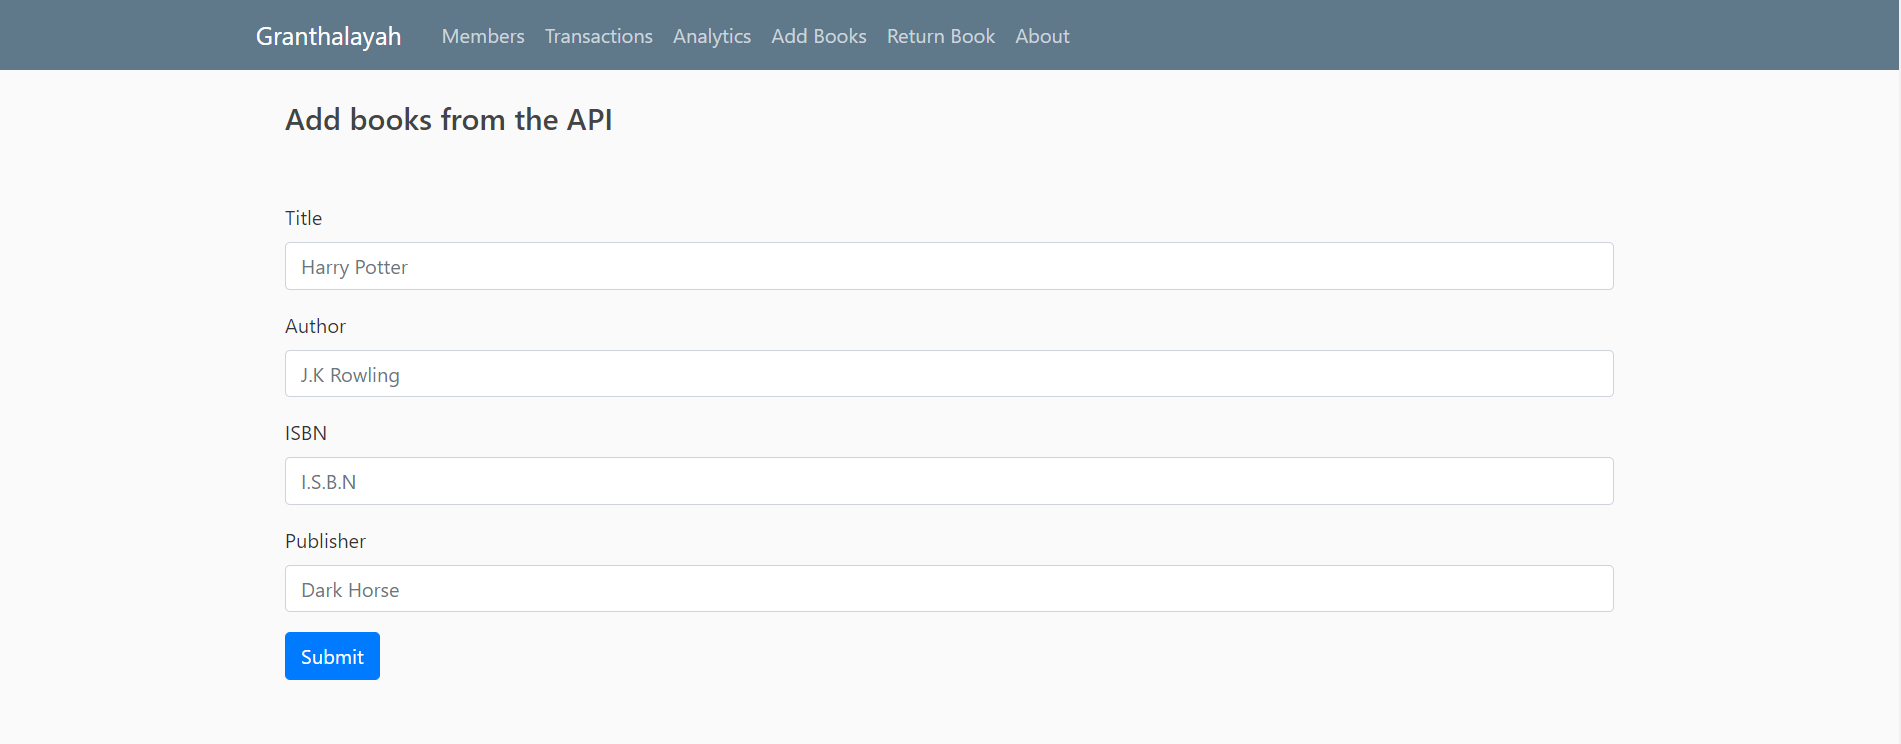 Granthalayah Members Transactions Analytics Add Books Return Book About
Add books from the API
Title
Harry Potter
Author
J.K Rowling
ISBN
I.S.B.N
Publisher
Dark Horse
Submit